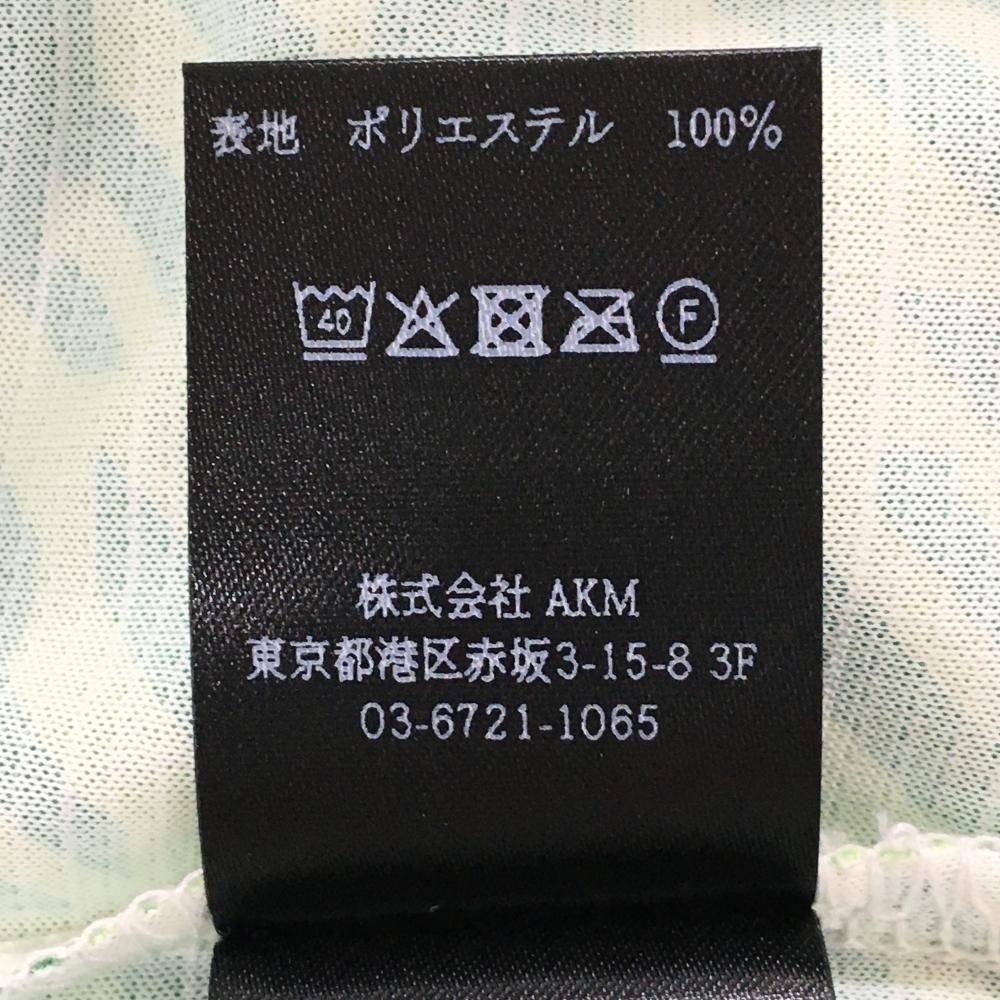 表地　ポリエステル　100%
40 F
株式会社 AKM
東京都港区赤坂3-15-8 3F
03-6721-1065